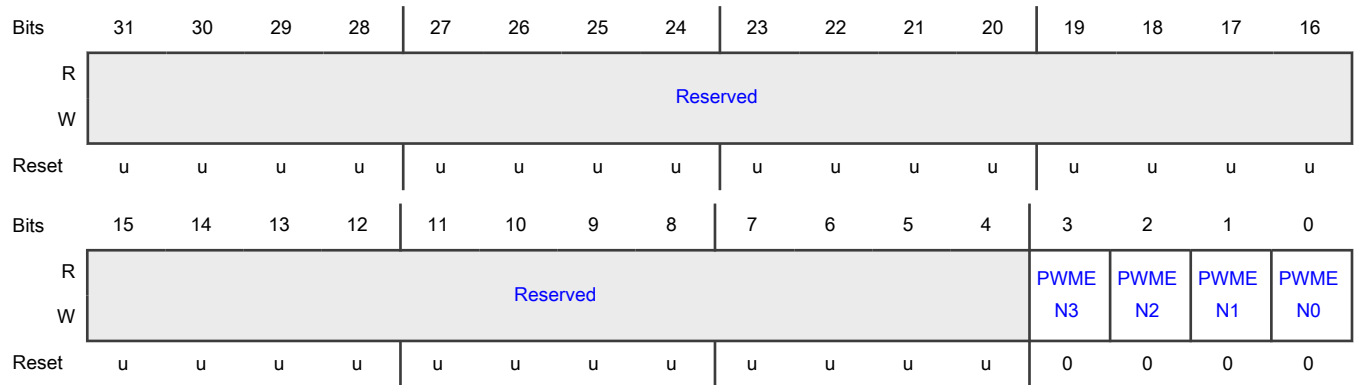 Bits 31 30 29 28 27 26 25 24 23 22 21 20 19 18 17 16
R
Reserved
W
Reset u u u u u u u u u u u u u u u u
Bits 15 14 13 12 11 10 9 8 7 6 5 4 3 2 1 0
R PWME PWME PWME PWME
Reserved
W N3 N2 N1 N0
Reset u u u u u u u u u u u u 0 0 0 0